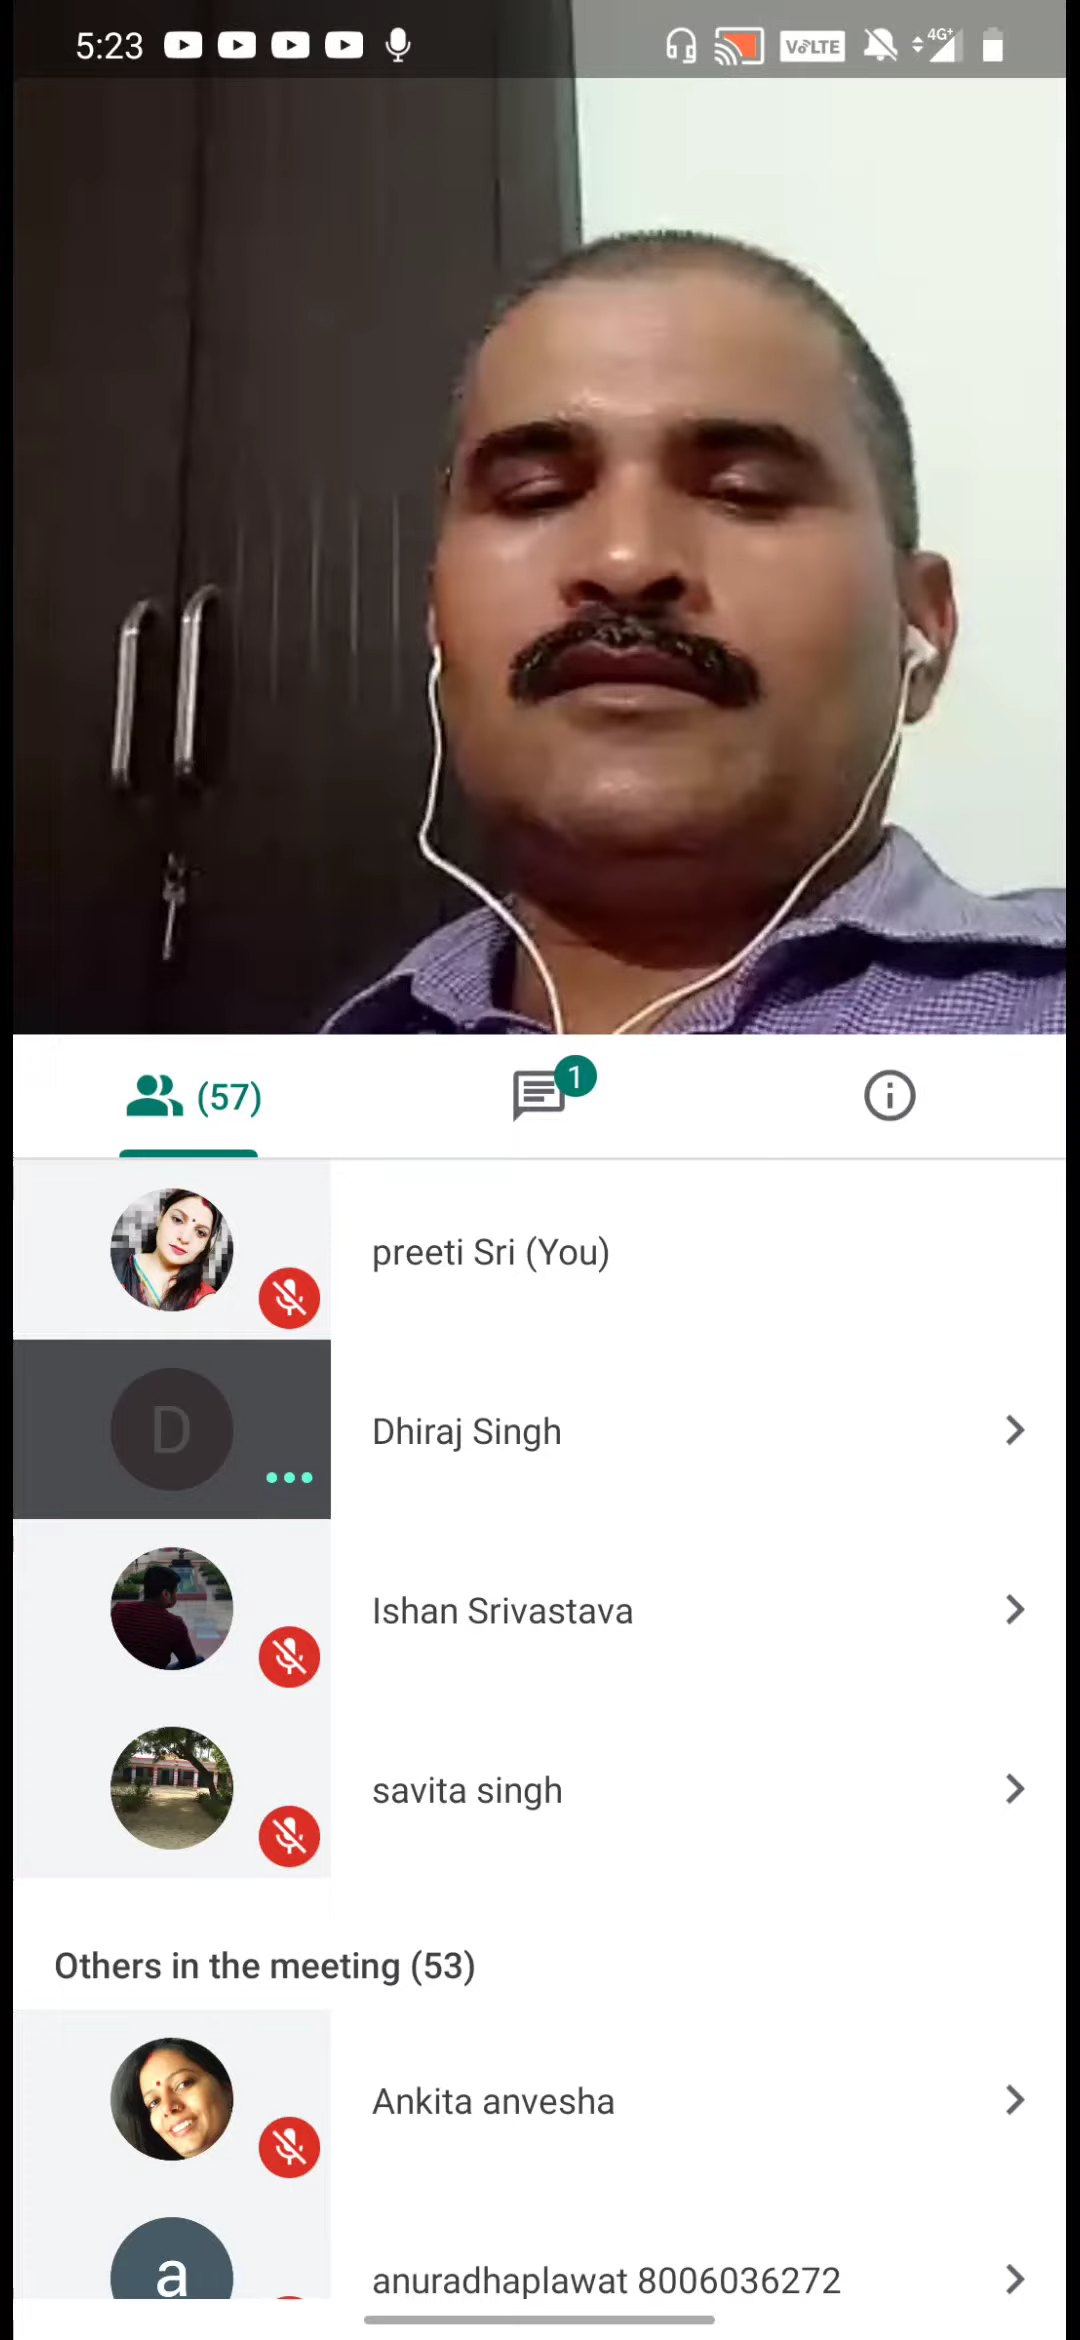 5:23
VoLTE 4G+
(57)
1
preeti Sri (You)
D
Dhiraj Singh
Ishan Srivastava
savita singh
Others in the meeting (53)
Ankita anvesha
a
anuradhaplawat 8006036272